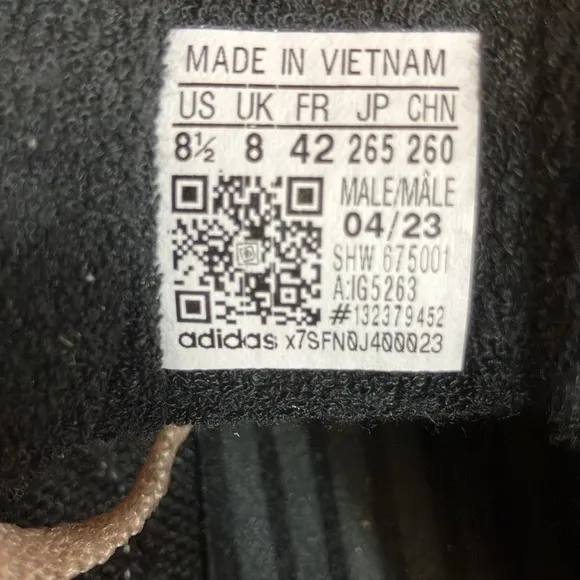 MADE IN VIETNAM
US UK FR JP CHN
8½ 8 42 265 260
MALE/MÂLE
04/23
SHW 675001
A:IG5263
#132379452
adidas x7SFN0J400023